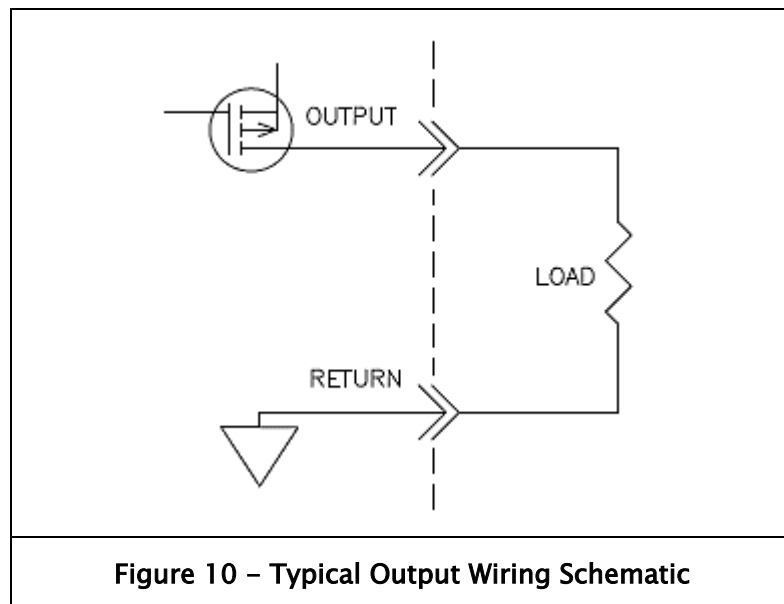 OUTPUT
LOAD
RETURN
Figure 10 – Typical Output Wiring Schematic